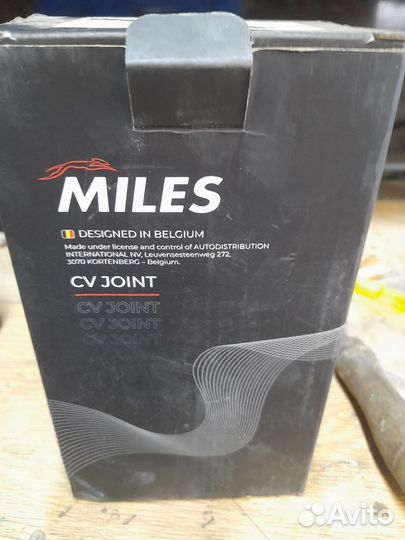 MILES
DESIGNED IN BELGIUM
Made under license and control of AUTODISTRIBUTION
INTERNATIONAL NV, Leuvensesteenweg 272,
3070 KORTENBERG – Belgium.
CV JOINT
CV JOINT
CV JOINT
CV JOINT
Avito